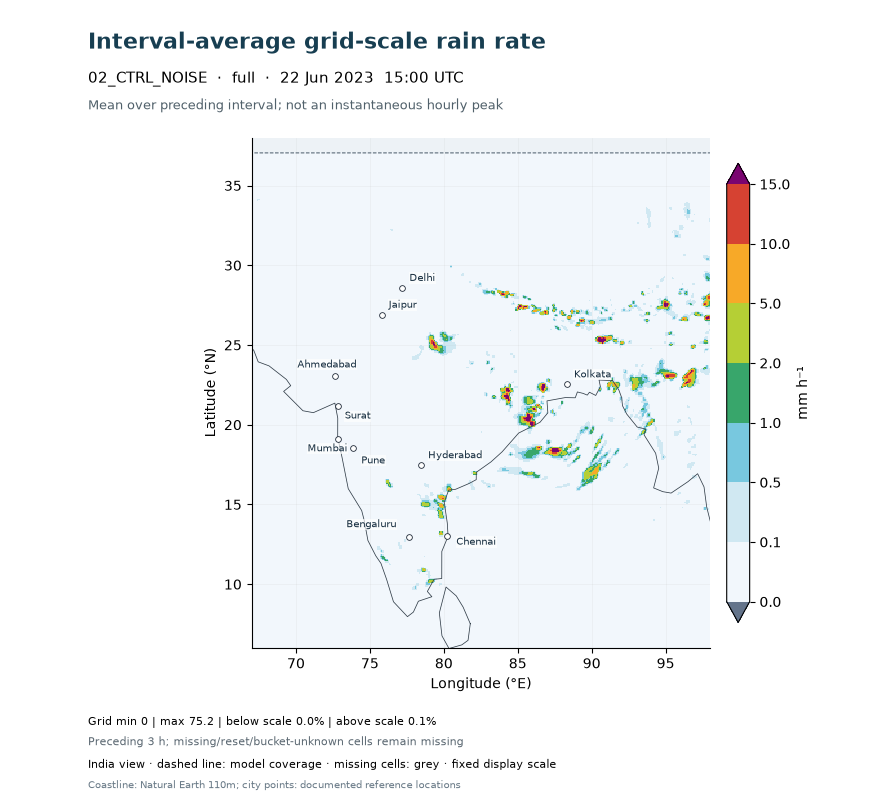 Interval-average grid-scale rain rate
02_CTRL_NOISE · full · 22 Jun 2023 15:00 UTC
Mean over preceding interval; not an instantaneous hourly peak
35
30
25
20
15
10
Latitude (°N)
70
75
80
85
90
95
Longitude (°E)
Delhi
Jaipur
Ahmedabad
Kolkata
Surat
Mumbai
Pune
Hyderabad
Bengaluru
Chennai
15.0
10.0
5.0
2.0
1.0
0.5
0.1
0.0
mm h⁻¹
Grid min 0 | max 75.2 | below scale 0.0% | above scale 0.1%
Preceding 3 h; missing/reset/bucket-unknown cells remain missing
India view · dashed line: model coverage · missing cells: grey · fixed display scale
Coastline: Natural Earth 110m; city points: documented reference locations